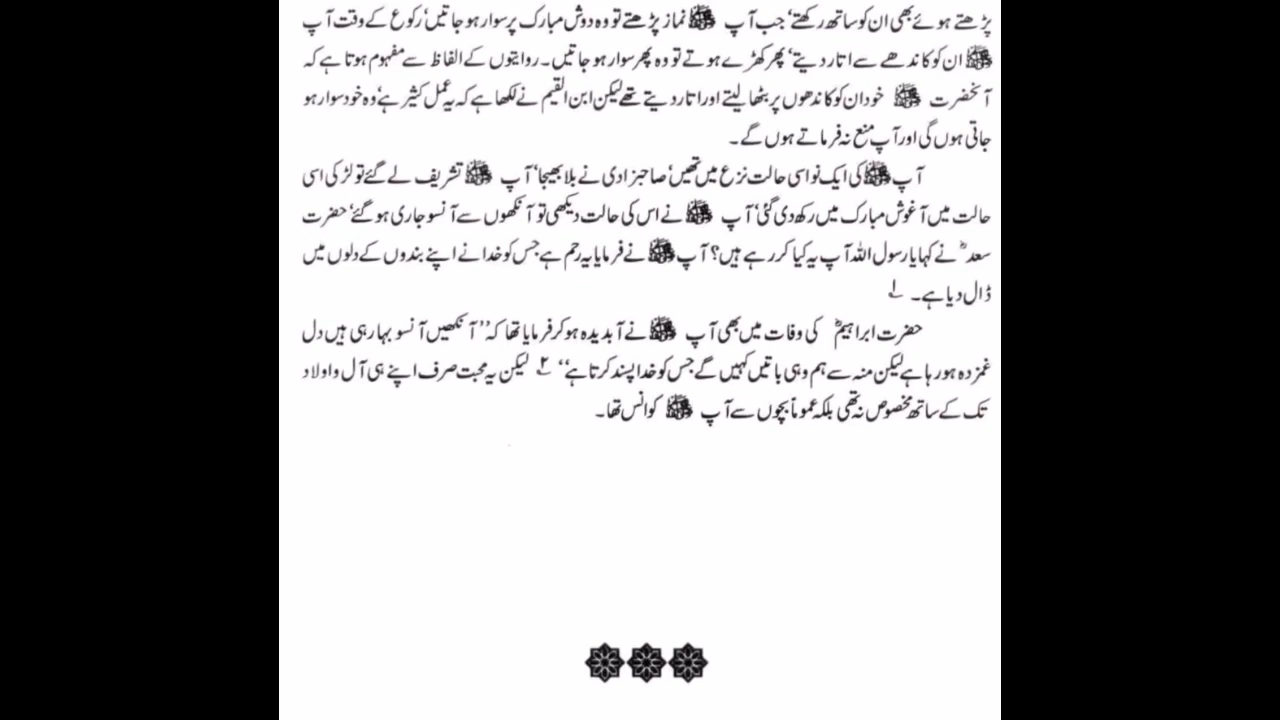 پڑھتے ہوئے بھی ان کو ساتھ رکھتے‘ جب آپ ﷺ نماز پڑھتے تو وہ دوش مبارک پر سوار ہو جاتیں‘ رکوع کے وقت آپ
ﷺ ان کو کاندھے سے اتار دیتے‘ پھر کھڑے ہوتے تو وہ پھر سوار ہو جاتیں۔ روایتوں کے الفاظ سے مفہوم ہوتا ہے کہ
آنحضرت ﷺ خود ان کو کاندھوں پر بٹھا لیتے اور اتار دیتے تھے لیکن ابن القیم نے لکھا ہے کہ یہ عمل کثیر ہے‘ وہ خود سوار ہو
جاتی ہوں گی اور آپ منع نہ فرماتے ہوں گے۔
آپ ﷺ کی ایک نواسی حالت نزع میں تھیں‘ صاحبزادی نے بلا بھیجا‘ آپ ﷺ تشریف لے گئے تو لڑکی اسی
حالت میں آغوش مبارک میں رکھ دی گئی‘ آپ ﷺ نے اس کی حالت دیکھی تو آنکھوں سے آنسو جاری ہو گئے‘ حضرت
سعدؓ نے کہا یا رسول اللہ آپ یہ کیا کر رہے ہیں؟ آپ ﷺ نے فرمایا یہ رحم ہے جس کو خدا نے اپنے بندوں کے دلوں میں
ڈال دیا ہے۔ ۱
حضرت ابراہیمؓ کی وفات میں بھی آپ ﷺ نے آبدیدہ ہو کر فرمایا تھا کہ ’’آنکھیں آنسو بہا رہی ہیں دل
غمزدہ ہو رہا ہے لیکن منہ سے ہم وہی باتیں کہیں گے جس کو خدا پسند کرتا ہے‘‘ ۲ لیکن یہ محبت صرف اپنے ہی آل و اولاد
تک کے ساتھ مخصوص نہ تھی بلکہ عموماً بچوں سے آپ ﷺ کو انس تھا۔